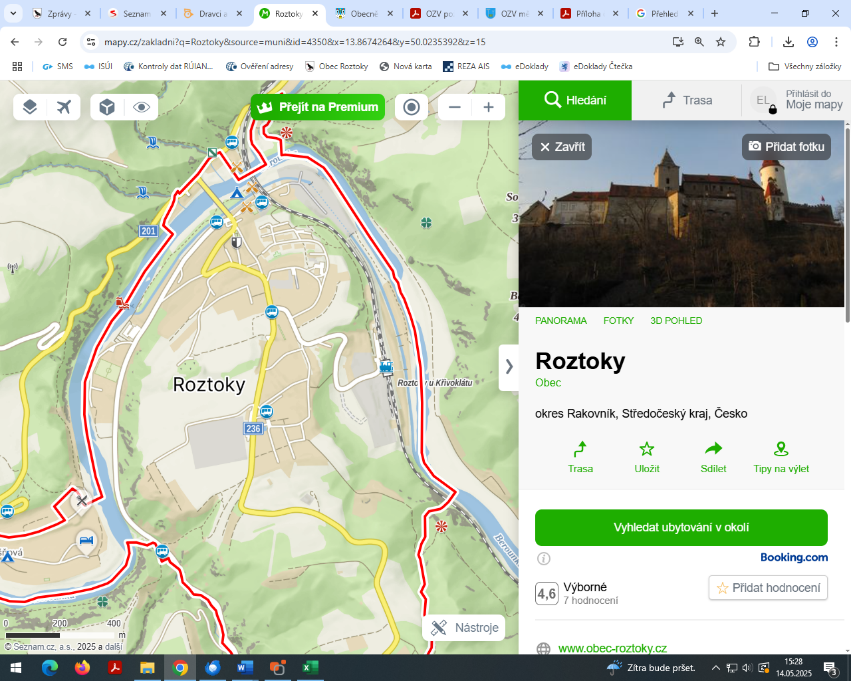 Zprávy -
Seznam
Dravci a
Roztoky
Obecně
OZV po
OZV mě
Příloha
Přehled
mapy.cz/zakladni?q=Roztoky&source=muni&id=4350&x=13.8674264&y=50.0235392&z=15
SMS
ISÚI
Kontroly dat RÚIAN...
Ověření adresy
Obec Roztoky
Nová karta
REZA AIS
eDoklady
eDoklady Čtečka
Všechny záložky
Přejít na Premium
Hledání
Trasa
EL
Přihlásit do
Moje mapy
Zavřít
Přidat fotku
201
Roztoky
236
Roztoky u Křivoklátu
Berounka
PANORAMA FOTKY 3D POHLED
Roztoky
Obec
okres Rakovník, Středočeský kraj, Česko
Trasa Uložit Sdílet Tipy na výlet
Vyhledat ubytování v okolí
Booking.com
4,6
Výborné
7 hodnocení
Přidat hodnocení
www.obec-roztoky.cz
Nástroje
0 200 400
m
© Seznam.cz, a.s., 2025 a další
Zítra bude pršet.
15:28
14.05.2025
3